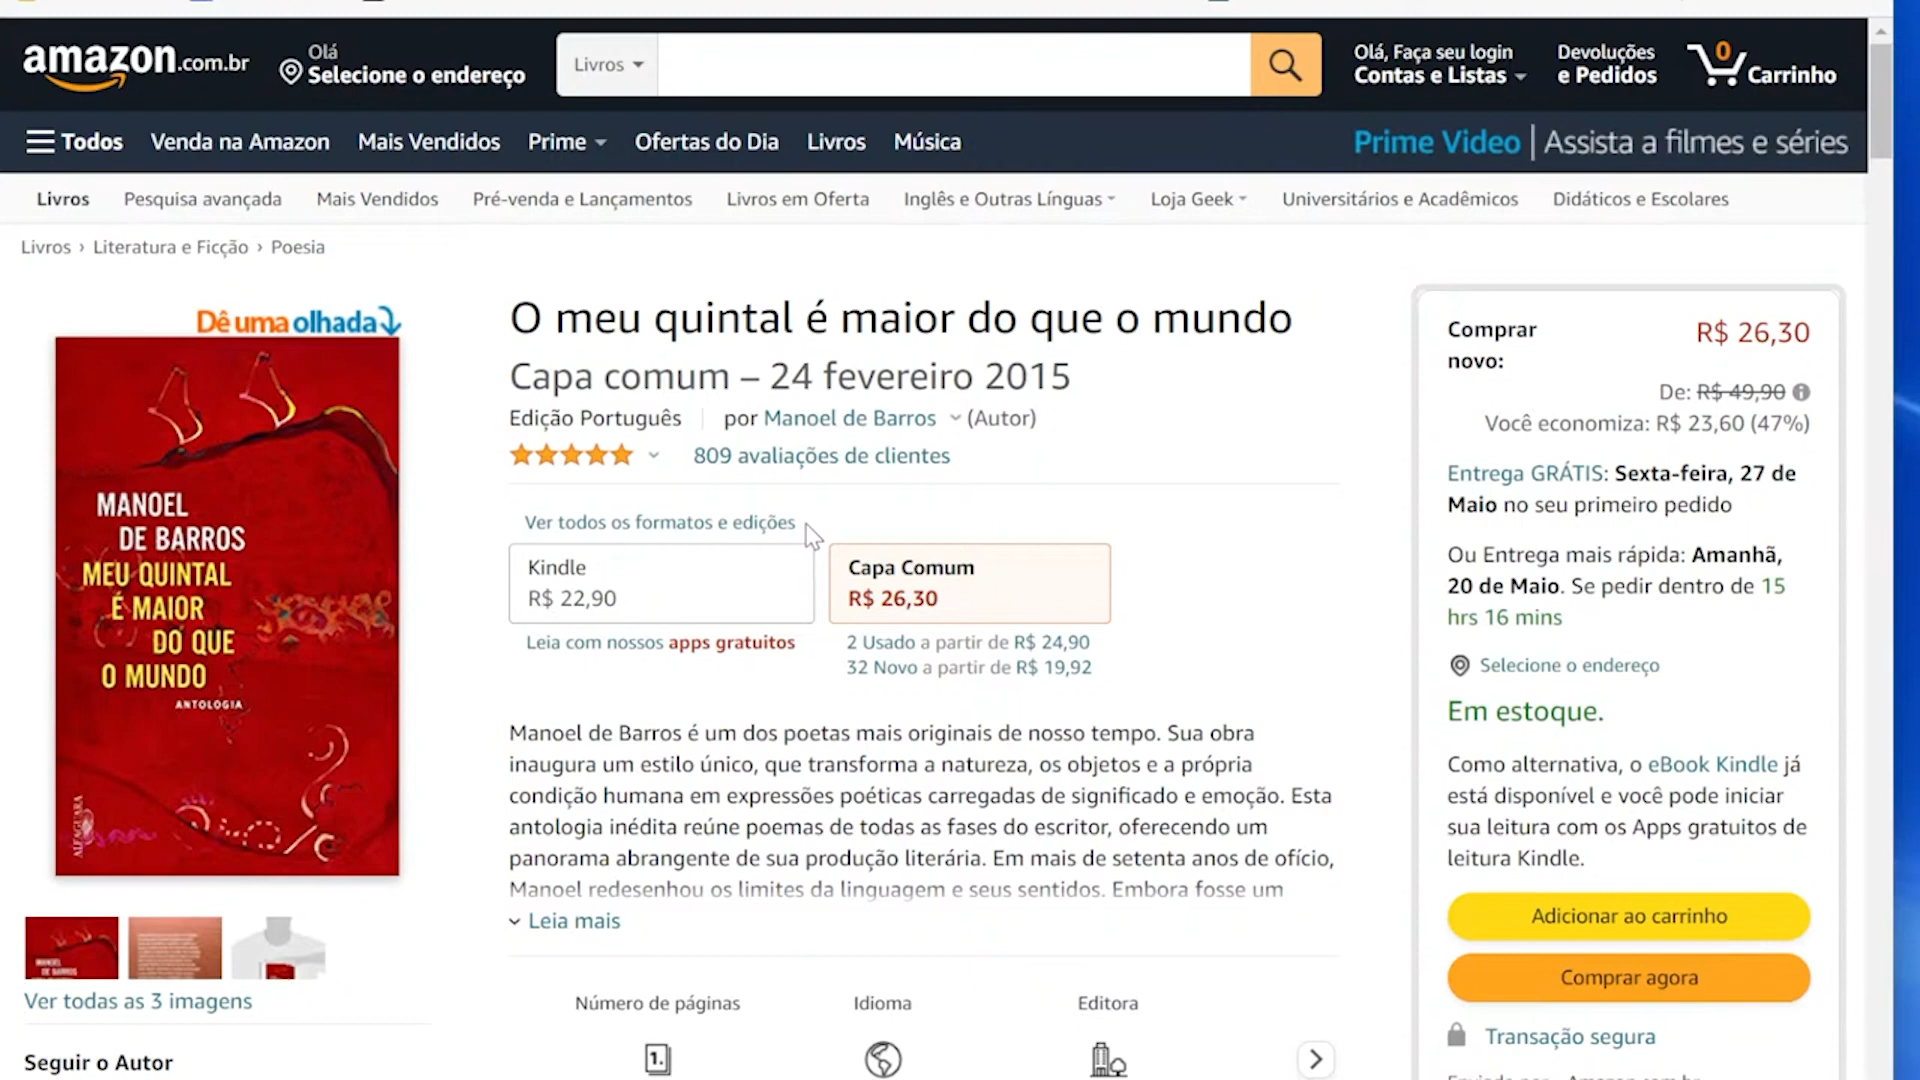 amazon.com.br
Olá
Selecione o endereço
Livros
Olá, Faça seu login
Contas e Listas
Devoluções
e Pedidos
0
Carrinho
Todos
Venda na Amazon
Mais Vendidos
Prime
Ofertas do Dia
Livros
Música
Prime Video | Assista a filmes e séries
Livros
Pesquisa avançada
Mais Vendidos
Pré-venda e Lançamentos
Livros em Oferta
Inglês e Outras Línguas
Loja Geek
Universitários e Acadêmicos
Didáticos e Escolares
Livros › Literatura e Ficção › Poesia
Dê uma olhada
MANOEL
DE BARROS
MEU QUINTAL
É MAIOR
DO QUE
O MUNDO
ANTOLOGIA
ALFAGUARA
Ver todas as 3 imagens
Seguir o Autor
O meu quintal é maior do que o mundo
Capa comum – 24 fevereiro 2015
Edição Português | por Manoel de Barros (Autor)
809 avaliações de clientes
Ver todos os formatos e edições
Kindle
R$ 22,90
Leia com nossos apps gratuitos
Capa Comum
R$ 26,30
2 Usado a partir de R$ 24,90
32 Novo a partir de R$ 19,92
Manoel de Barros é um dos poetas mais originais de nosso tempo. Sua obra
inaugura um estilo único, que transforma a natureza, os objetos e a própria
condição humana em expressões poéticas carregadas de significado e emoção. Esta
antologia inédita reúne poemas de todas as fases do escritor, oferecendo um
panorama abrangente de sua produção literária. Em mais de setenta anos de ofício,
Manoel redesenhou os limites da linguagem e seus sentidos. Embora fosse um
Leia mais
Número de páginas
Idioma
Editora
1.
Comprar
novo:
R$ 26,30
De: R$ 49,90
Você economiza: R$ 23,60 (47%)
Entrega GRÁTIS: Sexta-feira, 27 de
Maio no seu primeiro pedido
Ou Entrega mais rápida: Amanhã,
20 de Maio. Se pedir dentro de 15
hrs 16 mins
Selecione o endereço
Em estoque.
Como alternativa, o eBook Kindle já
está disponível e você pode iniciar
sua leitura com os Apps gratuitos de
leitura Kindle.
Adicionar ao carrinho
Comprar agora
Transação segura